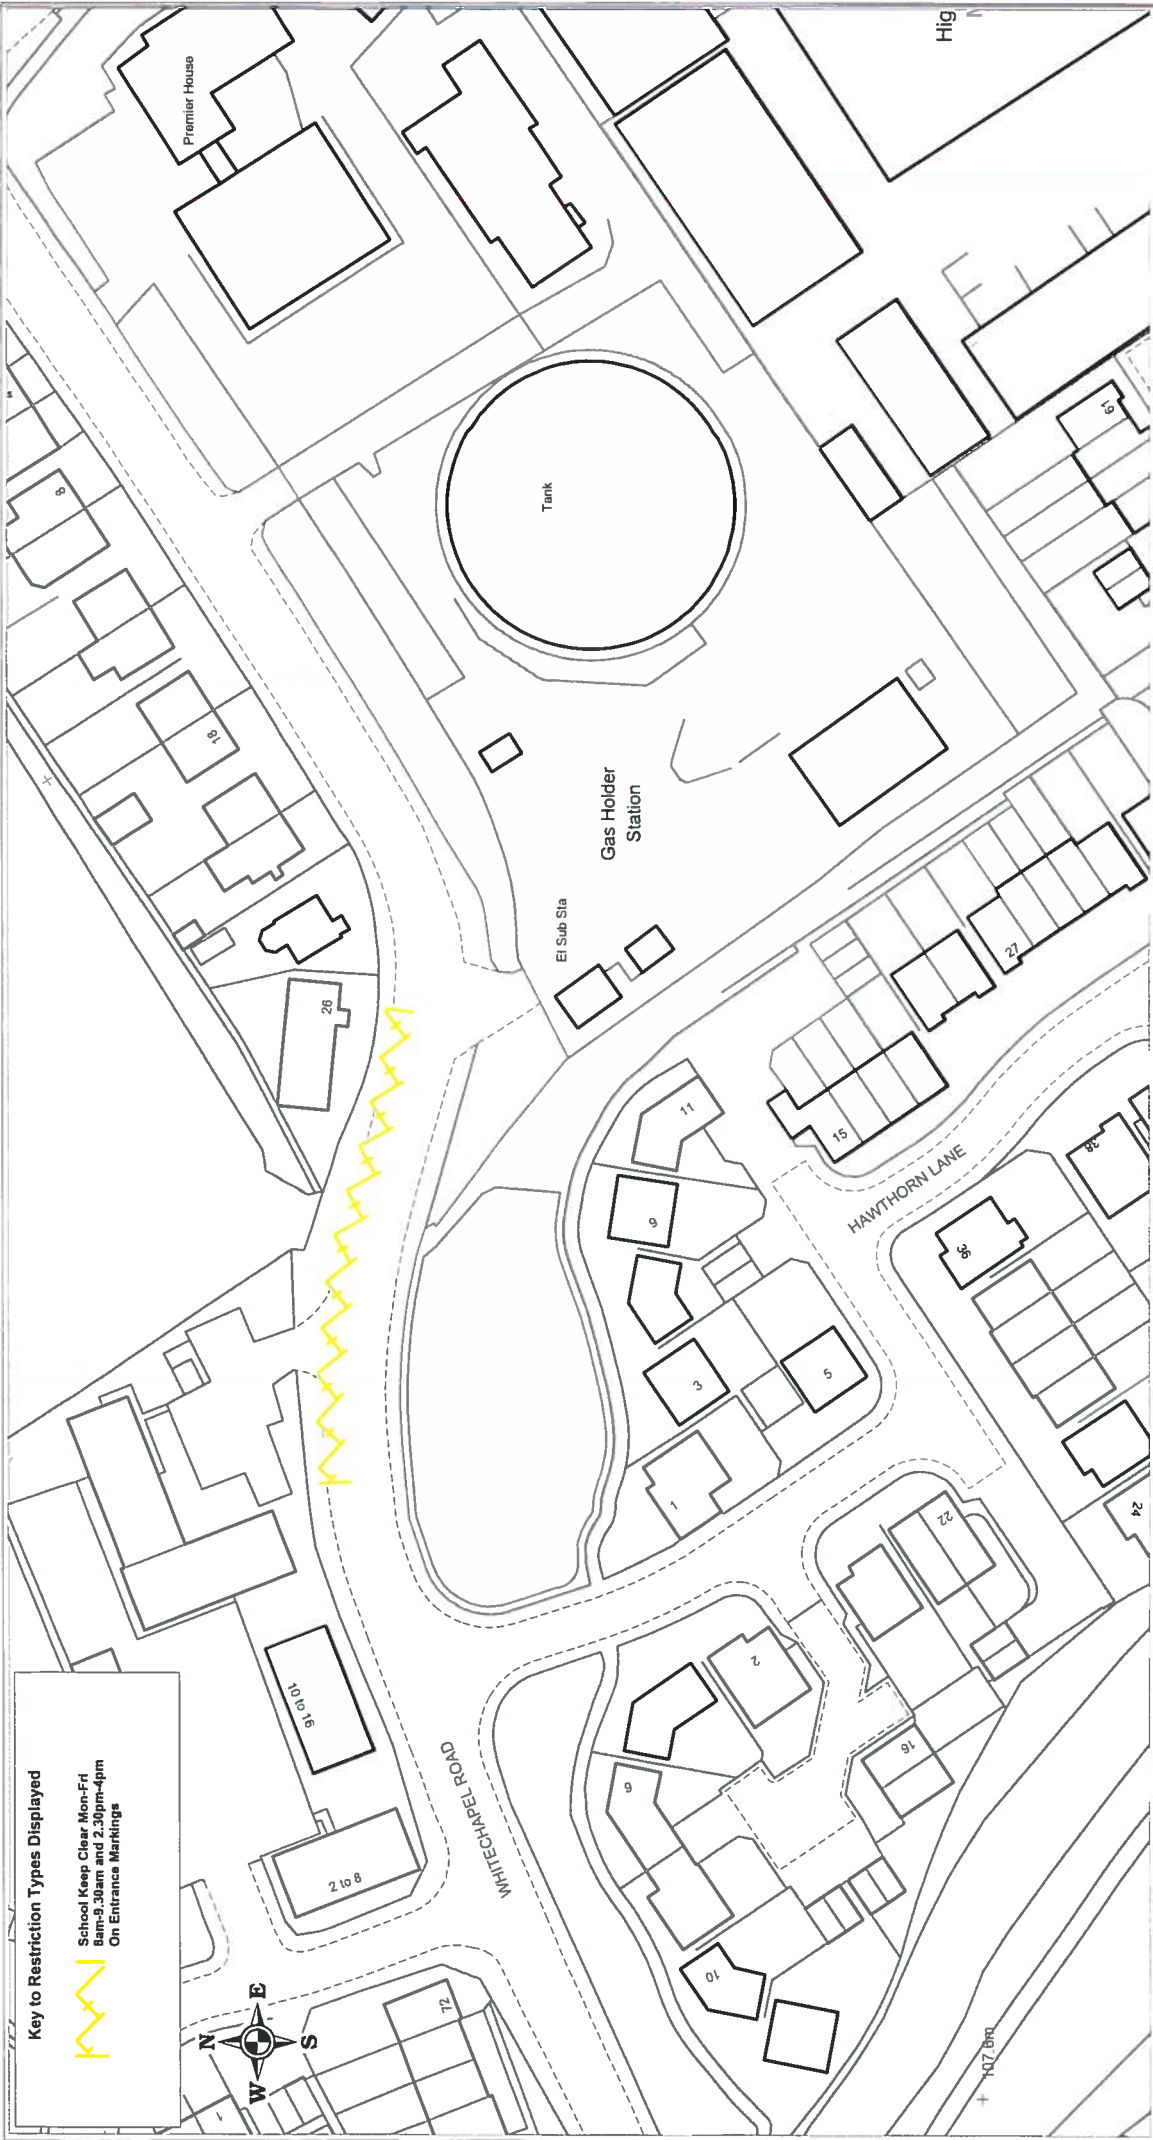 Key to Restriction Types Displayed
School Keep Clear Mon-Fri
8am-9.30am and 2.30pm-4pm
On Entrance Markings
N
E
S
W
Premier House
Hig
Tank
8
18
26
Gas Holder
Station
El Sub Sta
61
27
15
11
9
3
5
1
HAWTHORN LANE
38
36
24
22
2
16
9
10
10 to 16
2 to 8
WHITECHAPEL ROAD
72
1
107.6m